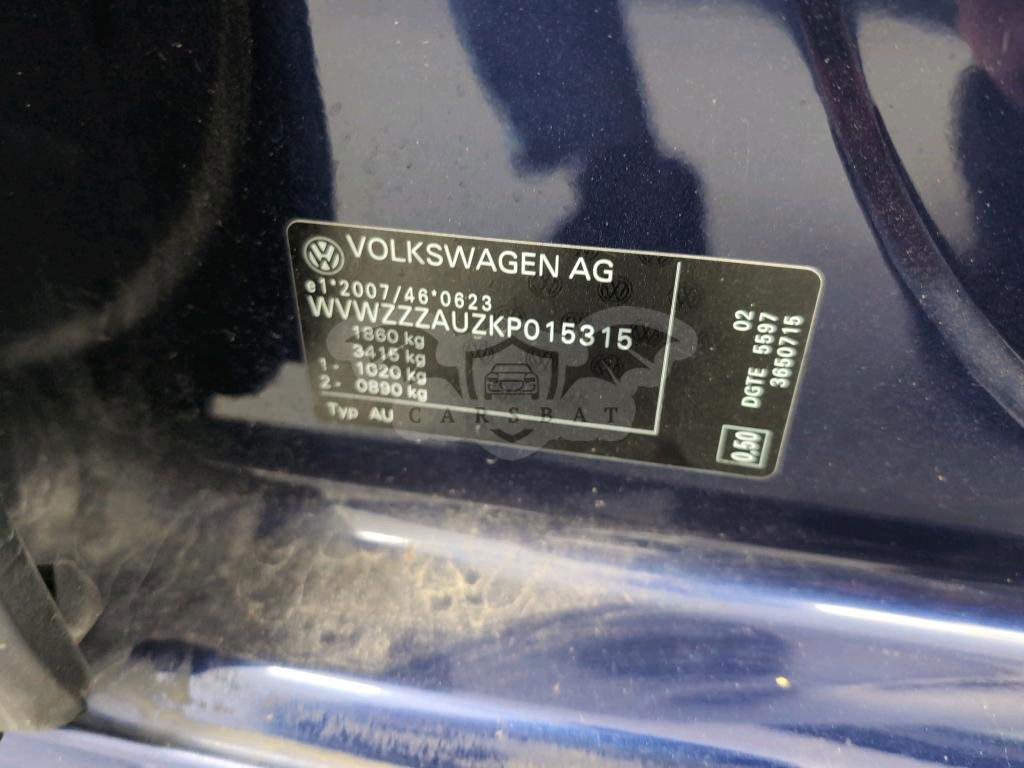 VOLKSWAGEN AG
e1*2007/46*0623
WVWZZZAUZKP015315
1860 kg
3415 kg
1- 1020 kg
2- 0890 kg
Typ AU
02
DGTE 5597
3650715
0.50
CARSBAT